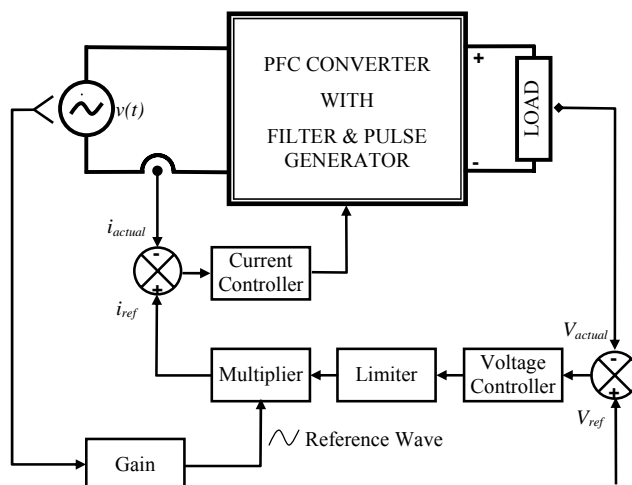 PFC CONVERTER
WITH
FILTER & PULSE
GENERATOR
+
-
LOAD
v(t)
i_actual
-
+
i_ref
Current
Controller
V_actual
-
+
V_ref
Multiplier
Limiter
Voltage
Controller
Reference Wave
Gain